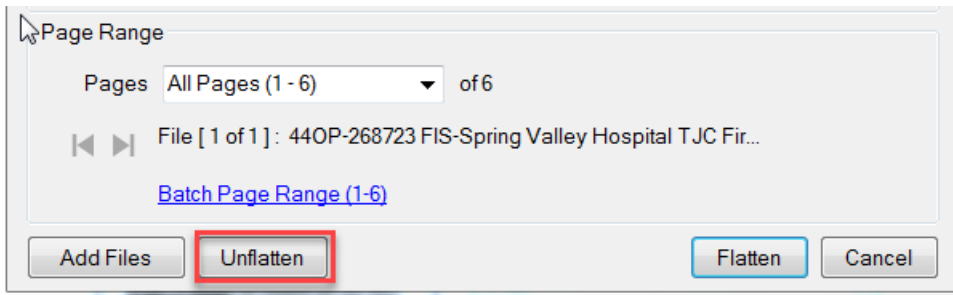 Page Range
Pages All Pages (1 - 6) of 6
File [ 1 of 1 ] : 44OP-268723 FIS-Spring Valley Hospital TJC Fir...
Batch Page Range (1-6)
Add Files Unflatten Flatten Cancel